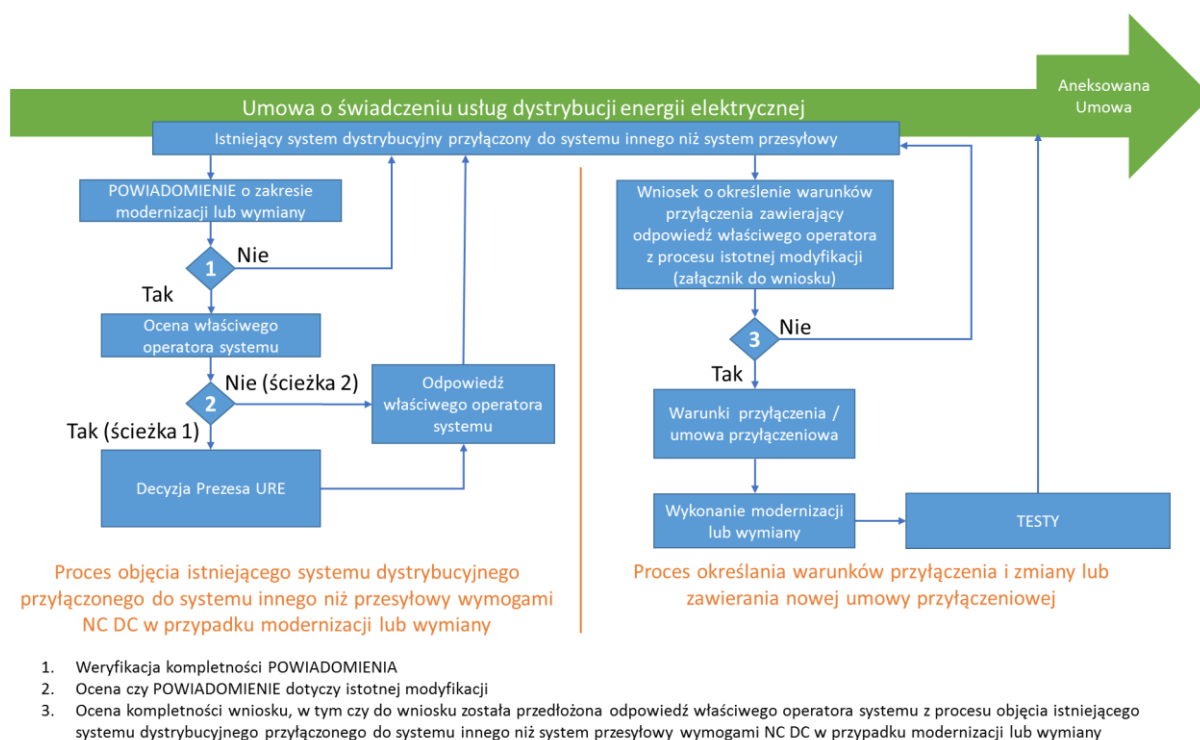 Aneksowana
Umowa
Umowa o świadczeniu usług dystrybucji energii elektrycznej
Istniejący system dystrybucyjny przyłączony do systemu innego niż system przesyłowy
POWIADOMIENIE o zakresie
modernizacji lub wymiany
1
Nie
Tak
Ocena właściwego
operatora systemu
2
Nie (ścieżka 2)
Tak (ścieżka 1)
Odpowiedź
właściwego operatora
systemu
Decyzja Prezesa URE
Proces objęcia istniejącego systemu dystrybucyjnego
przyłączonego do systemu innego niż przesyłowy wymogami
NC DC w przypadku modernizacji lub wymiany
Wniosek o określenie warunków
przyłączenia zawierający
odpowiedź właściwego operatora
z procesu istotnej modyfikacji
(załącznik do wniosku)
3
Nie
Tak
Warunki przyłączenia /
umowa przyłączeniowa
Wykonanie modernizacji
lub wymiany
TESTY
Proces określania warunków przyłączenia i zmiany lub
zawierania nowej umowy przyłączeniowej
1. Weryfikacja kompletności POWIADOMIENIA
2. Ocena czy POWIADOMIENIE dotyczy istotnej modyfikacji
3. Ocena kompletności wniosku, w tym czy do wniosku została przedłożona odpowiedź właściwego operatora systemu z procesu objęcia istniejącego
systemu dystrybucyjnego przyłączonego do systemu innego niż system przesyłowy wymogami NC DC w przypadku modernizacji lub wymiany